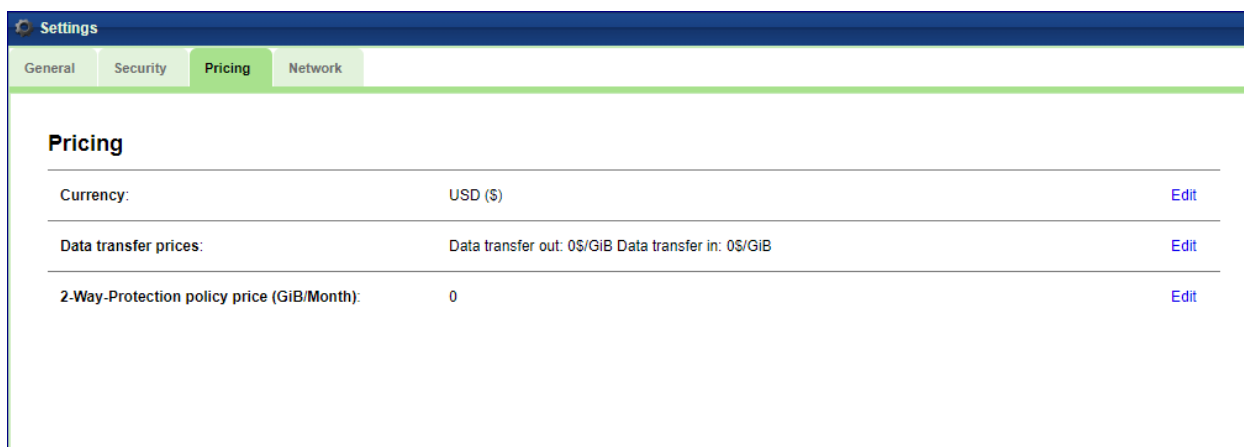 Settings
General Security Pricing Network
Pricing
Currency: USD ($) Edit
Data transfer prices: Data transfer out: 0$/GiB Data transfer in: 0$/GiB Edit
2-Way-Protection policy price (GiB/Month): 0 Edit